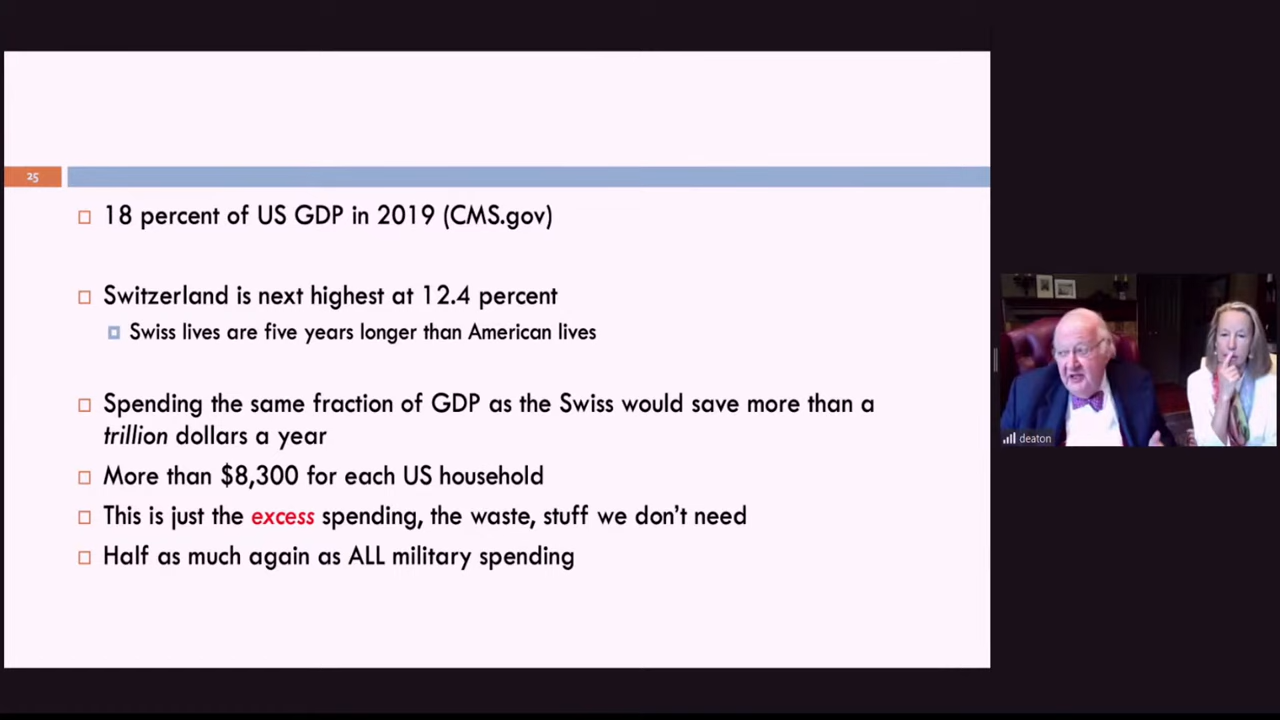 25
18 percent of US GDP in 2019 (CMS.gov)
Switzerland is next highest at 12.4 percent
Swiss lives are five years longer than American lives
Spending the same fraction of GDP as the Swiss would save more than a
trillion dollars a year
More than $8,300 for each US household
This is just the excess spending, the waste, stuff we don't need
Half as much again as ALL military spending
deaton